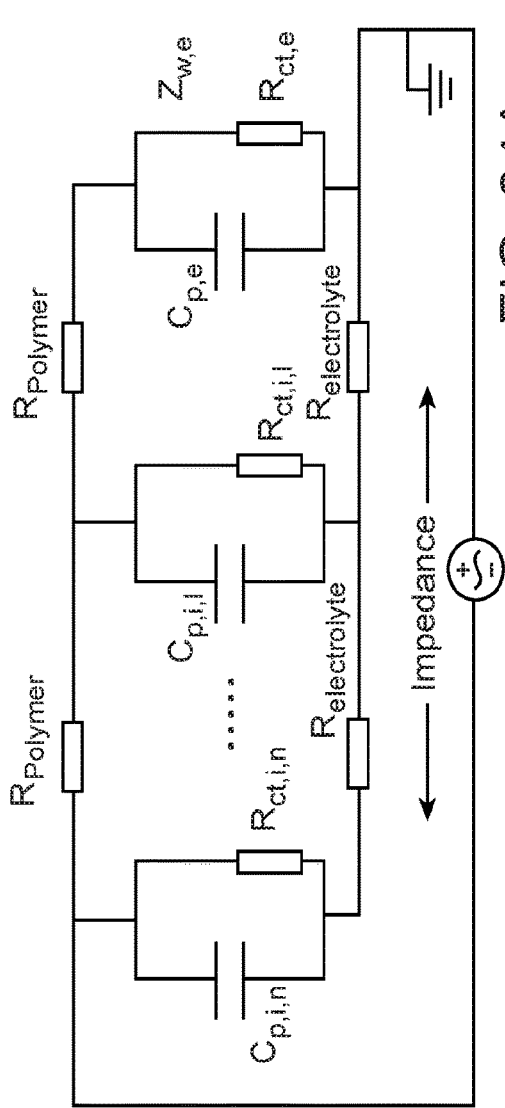 R_Polymer
R_Polymer
Z_w,e
C_p,e
C_p,i,l
......
C_p,i,n
R_ct,i,n
R_ct,i,l
R_ct,e
R_electrolyte
R_electrolyte
Impedance
+
-